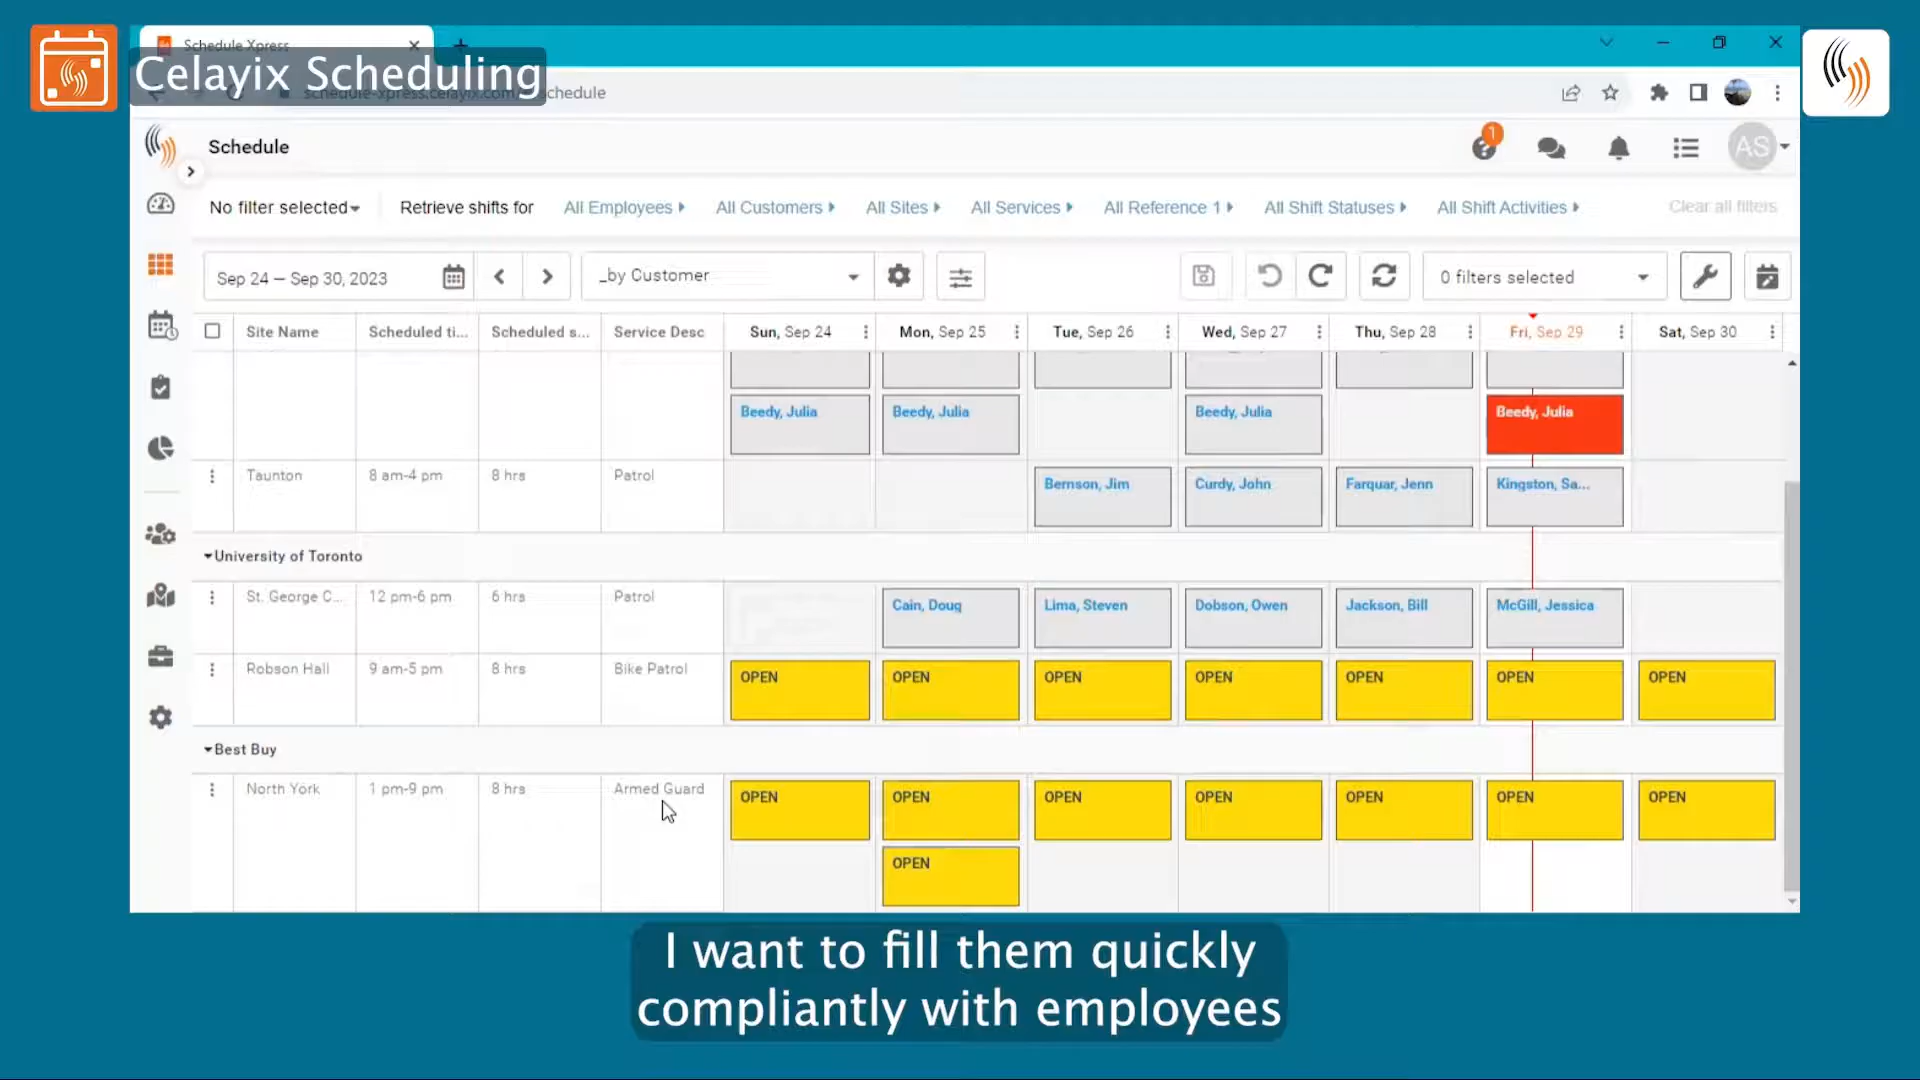 Schedule Xpress
Celayix Scheduling
schedule-xpress.celayix.com/ schedule
Schedule
1
AS
No filter selected
Retrieve shifts for
All Employees
All Customers
All Sites
All Services
All Reference 1
All Shift Statuses
All Shift Activities
Clear all filters
Sep 24 – Sep 30, 2023
_by Customer
0 filters selected
Site Name
Scheduled ti...
Scheduled s...
Service Desc
Sun, Sep 24
Mon, Sep 25
Tue, Sep 26
Wed, Sep 27
Thu, Sep 28
Fri, Sep 29
Sat, Sep 30
Beedy, Julia
Beedy, Julia
Beedy, Julia
Beedy, Julia
Taunton
8 am-4 pm
8 hrs
Patrol
Bernson, Jim
Curdy, John
Farquar, Jenn
Kingston, Sa...
University of Toronto
St. George C...
12 pm-6 pm
6 hrs
Patrol
Cain, Doug
Lima, Steven
Dobson, Owen
Jackson, Bill
McGill, Jessica
Robson Hall
9 am-5 pm
8 hrs
Bike Patrol
OPEN
OPEN
OPEN
OPEN
OPEN
OPEN
OPEN
Best Buy
North York
1 pm-9 pm
8 hrs
Armed Guard
OPEN
OPEN
OPEN
OPEN
OPEN
OPEN
OPEN
OPEN
I want to fill them quickly
compliantly with employees